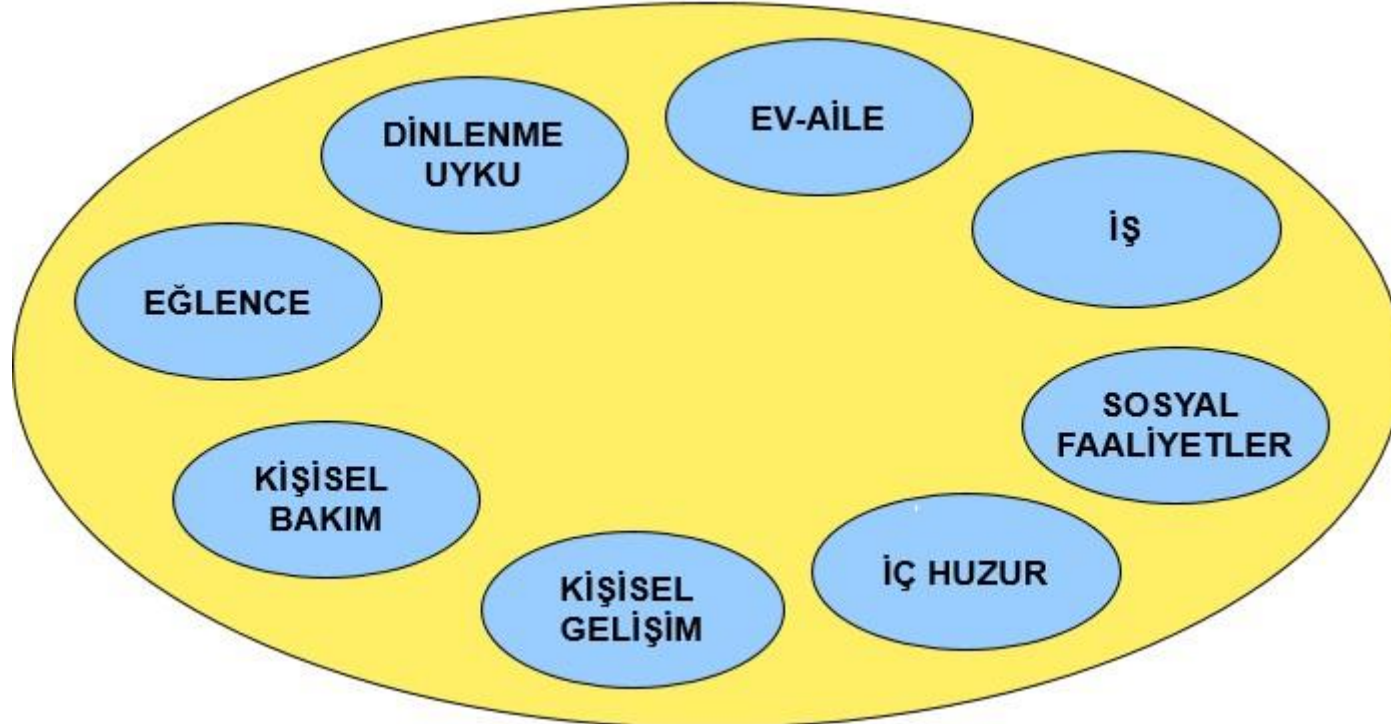 EV-AİLE
DİNLENME
UYKU
İŞ
EĞLENCE
SOSYAL
FAALİYETLER
KİŞİSEL
BAKIM
İÇ HUZUR
KİŞİSEL
GELİŞİM